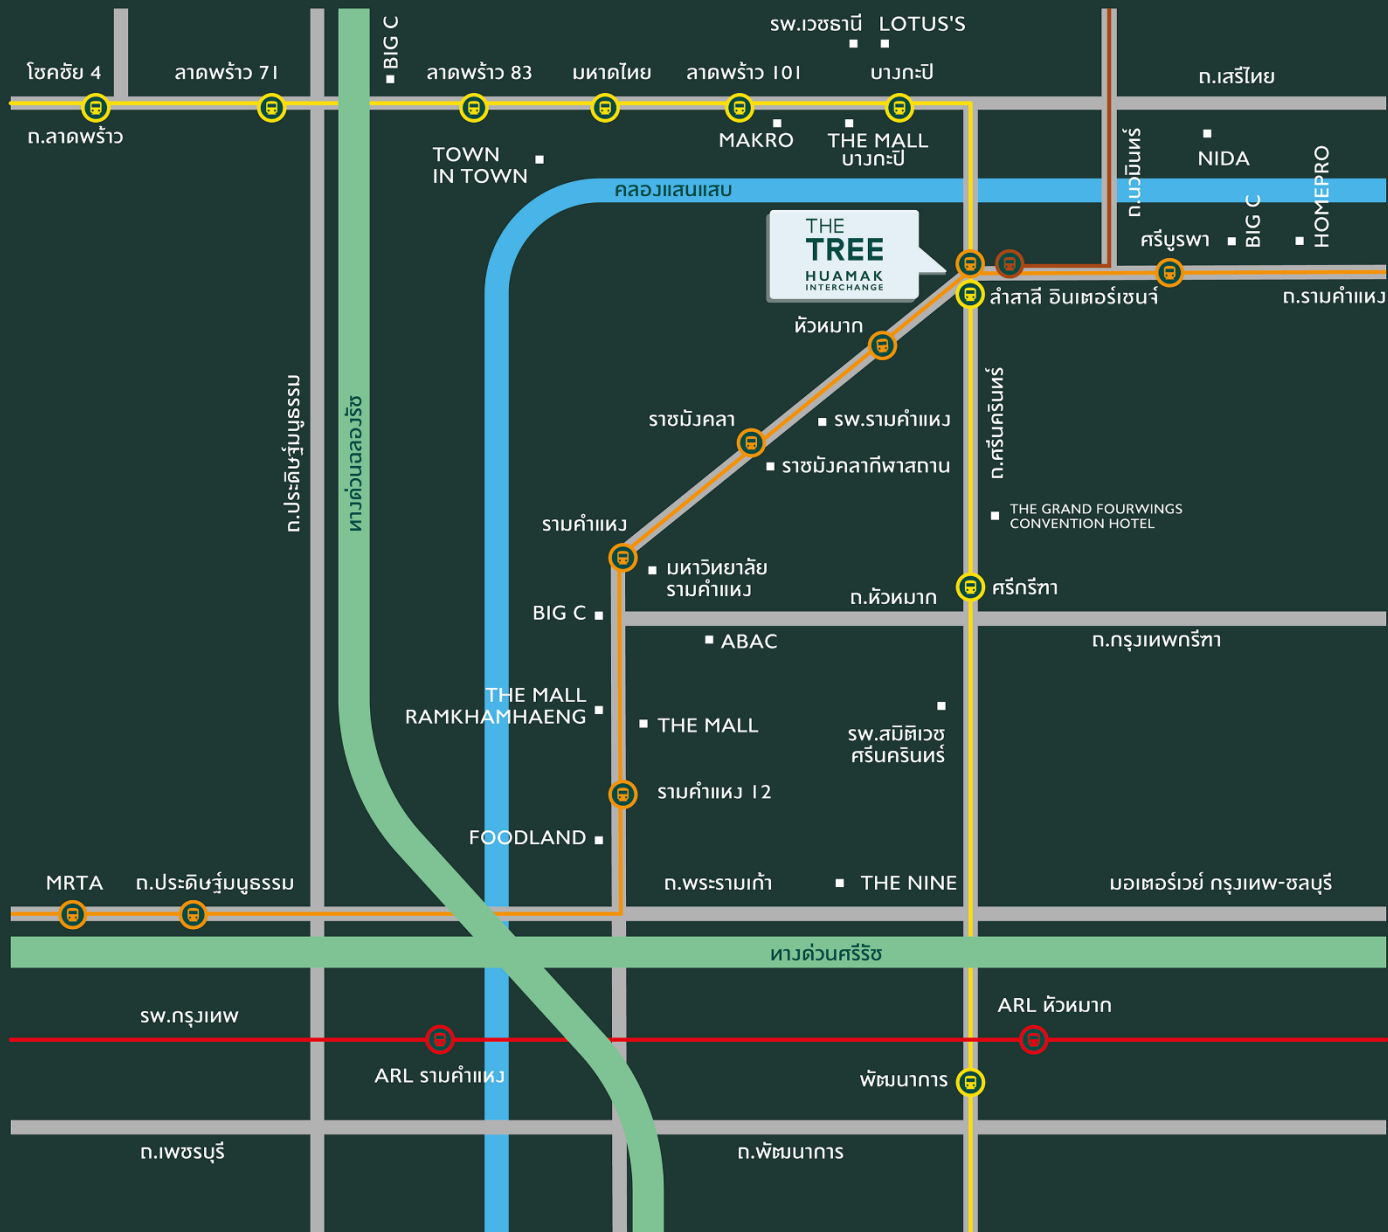 รพ.เวชธานี
LOTUS'S
BIG C
โชคชัย 4
ลาดพร้าว 71
ลาดพร้าว 83
มหาดไทย
ลาดพร้าว 101
บางกะปิ
ถ.เสรีไทย
ถ.ลาดพร้าว
MAKRO
THE MALL
บางกะปิ
TOWN
IN TOWN
ถ.นวมินทร์
NIDA
HOMEPRO
BIG C
คลองแสนแสบ
THE
TREE
HUAMAK
INTERCHANGE
ศรีบูรพา
ลำสาลี อินเตอร์เชนจ์
ถ.รามคำแหง
หัวหมาก
ถ.ประดิษฐ์มนูธรรม
ทางด่วนฉลองรัช
ถ.ศรีนครินทร์
ราชมังคลา
รพ.รามคำแหง
ราชมังคลากีฬาสถาน
THE GRAND FOURWINGS
CONVENTION HOTEL
รามคำแหง
มหาวิทยาลัย
รามคำแหง
ถ.หัวหมาก
ศรีกรีฑา
BIG C
ABAC
ถ.กรุงเทพกรีฑา
THE MALL
RAMKHAMHAENG
THE MALL
รพ.สมิติเวช
ศรีนครินทร์
รามคำแหง 12
FOODLAND
MRTA
ถ.ประดิษฐ์มนูธรรม
ถ.พระรามเก้า
THE NINE
มอเตอร์เวย์ กรุงเทพ-ชลบุรี
ทางด่วนศรีรัช
รพ.กรุงเทพ
ARL หัวหมาก
ARL รามคำแหง
พัฒนาการ
ถ.เพชรบุรี
ถ.พัฒนาการ